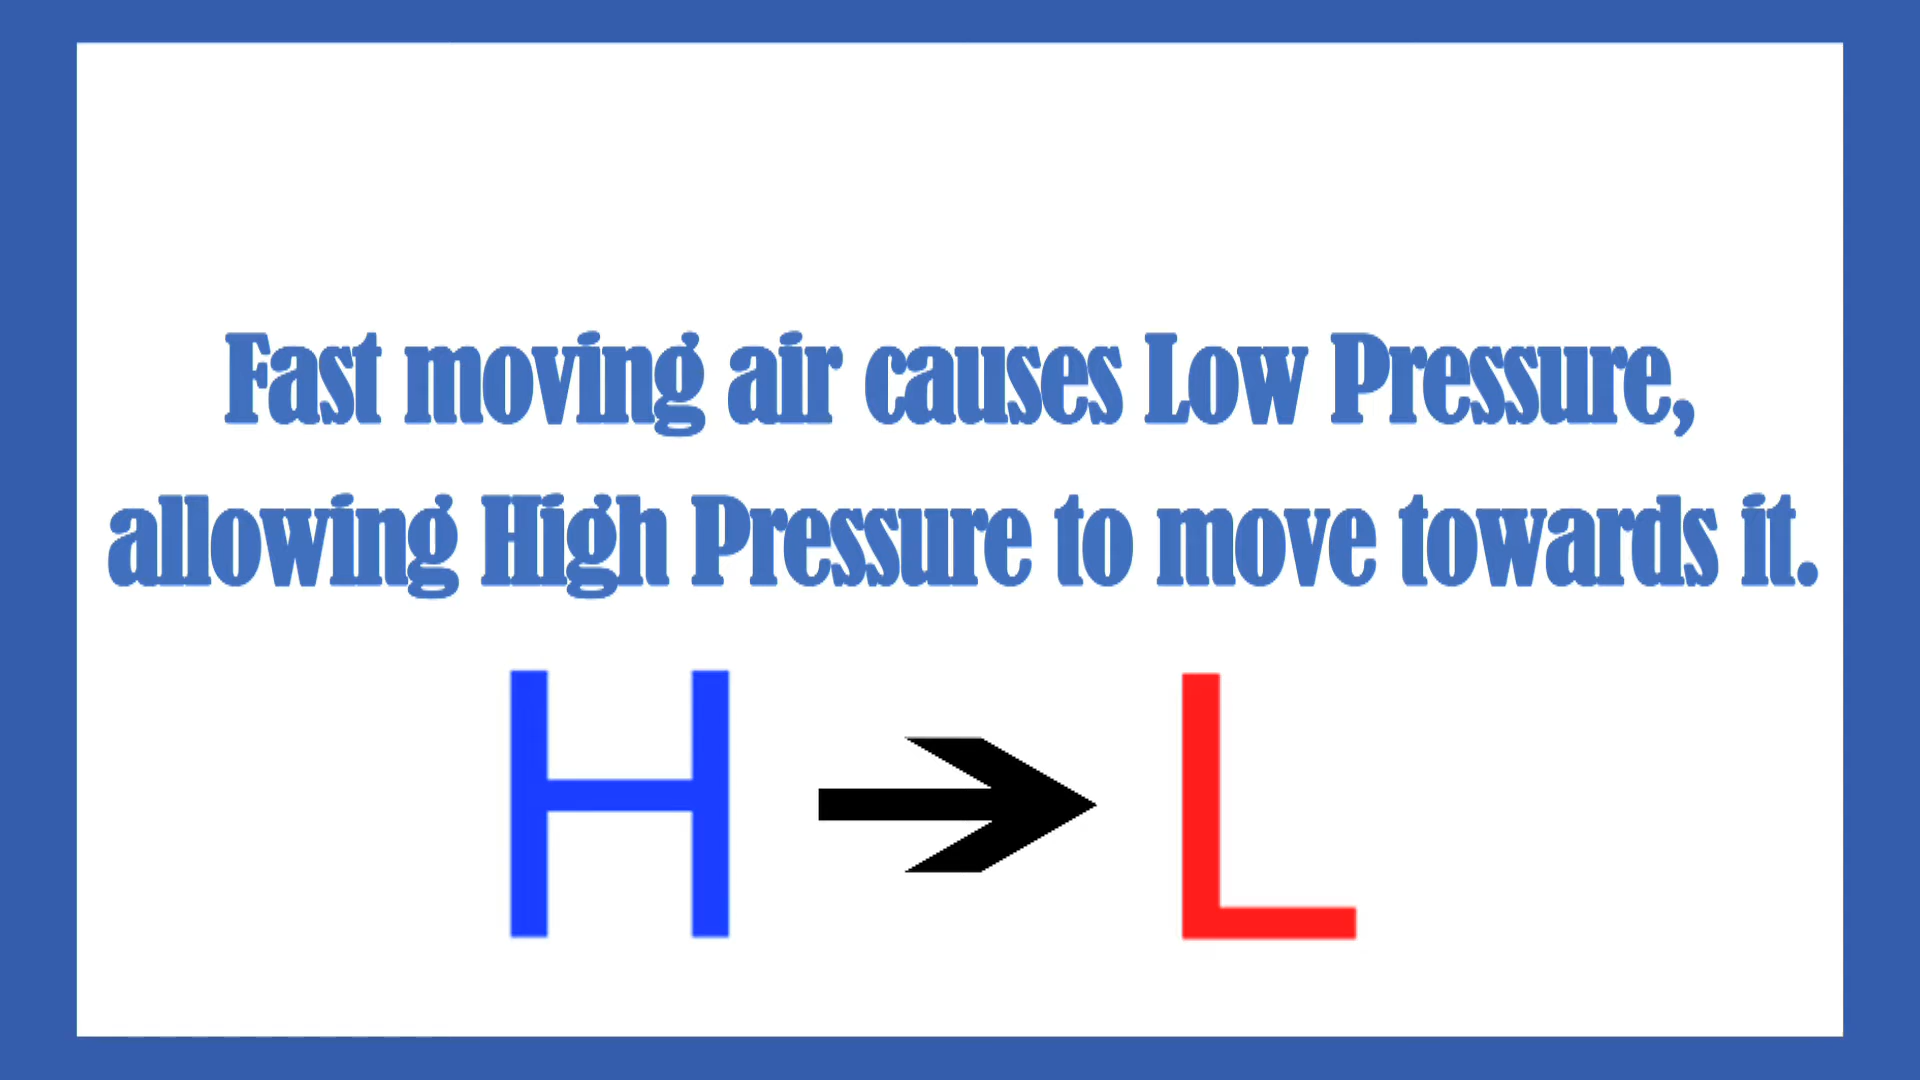 Fast moving air causes Low Pressure,
allowing High Pressure to move towards it.
H L